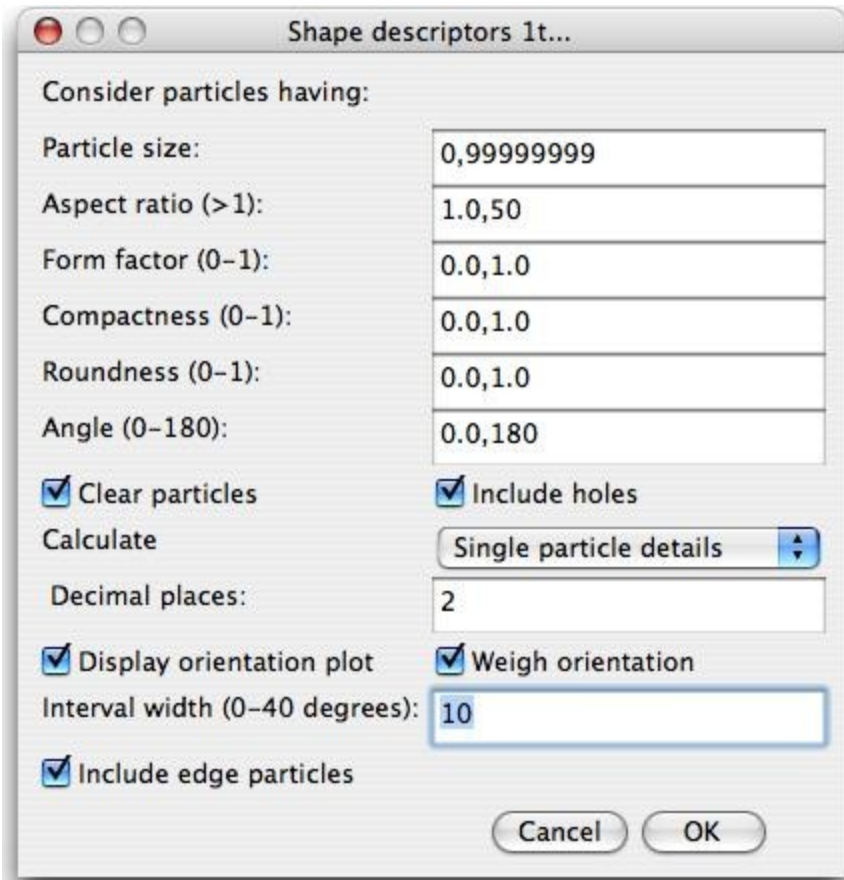 Shape descriptors 1t...
Consider particles having:
Particle size: 0,99999999
Aspect ratio (>1): 1.0,50
Form factor (0–1): 0.0,1.0
Compactness (0–1): 0.0,1.0
Roundness (0–1): 0.0,1.0
Angle (0–180): 0.0,180
Clear particles Include holes
Calculate Single particle details
Decimal places: 2
Display orientation plot Weigh orientation
Interval width (0–40 degrees): 10
Include edge particles
Cancel OK